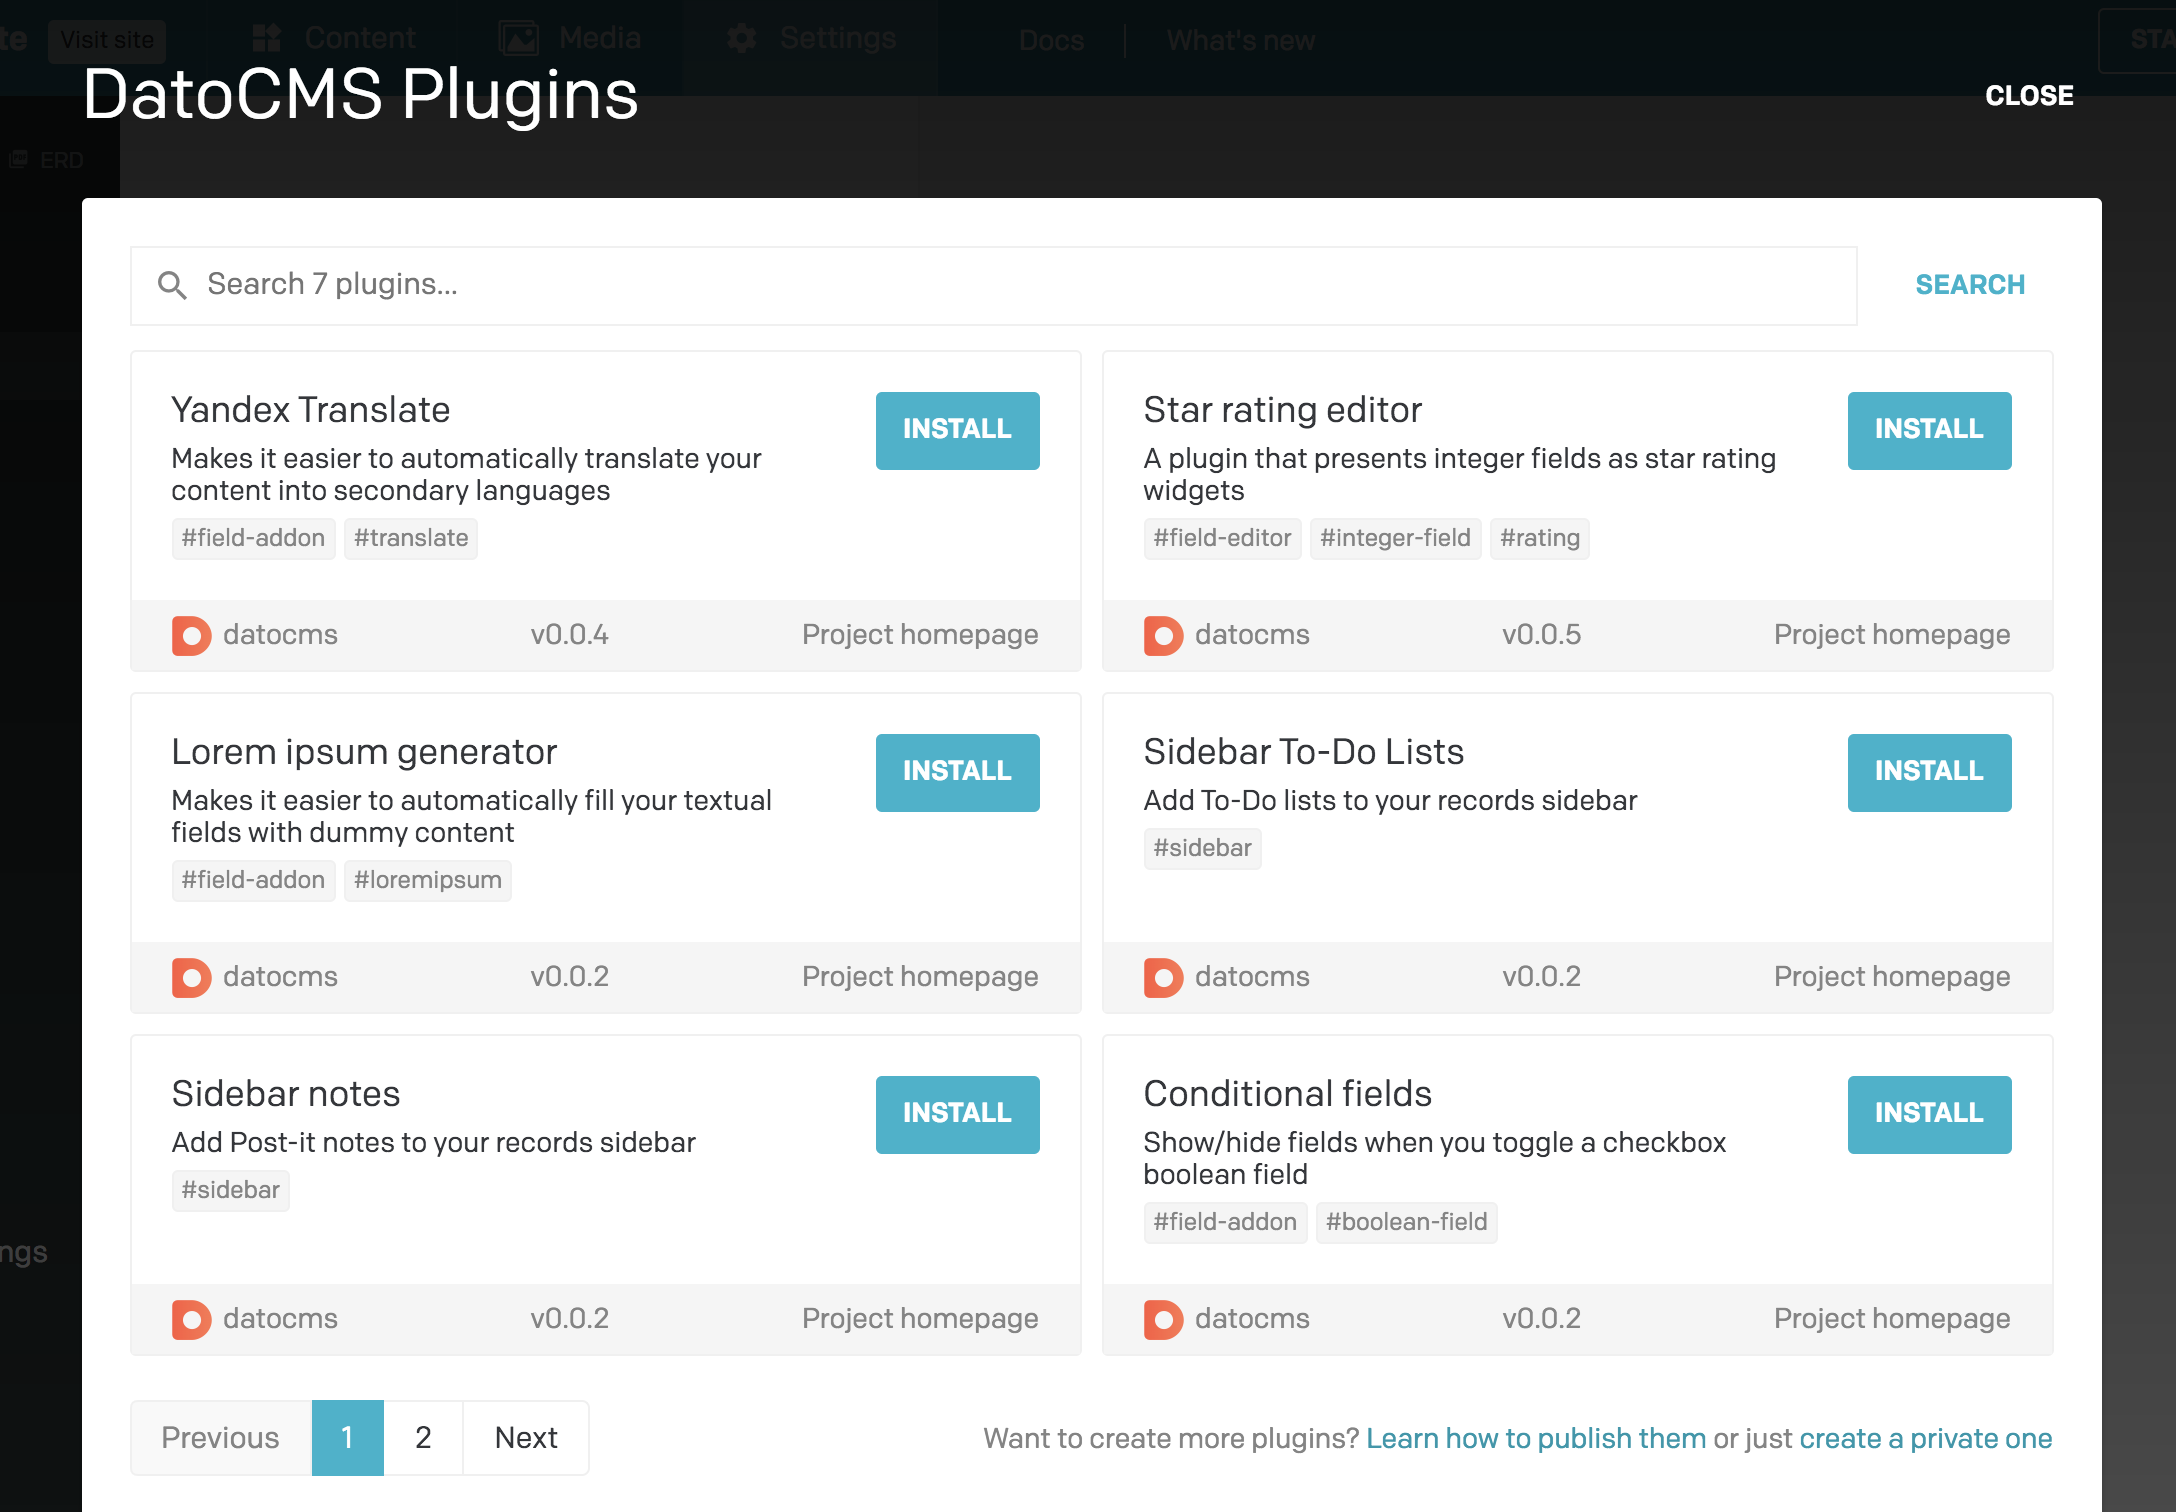 te
Visit site
Content
Media
Settings
Docs
What's new
STA
DatoCMS Plugins
CLOSE
ERD
Search 7 plugins...
SEARCH
Yandex Translate
INSTALL
Makes it easier to automatically translate your
content into secondary languages
#field-addon
#translate
datocms
v0.0.4
Project homepage
Star rating editor
INSTALL
A plugin that presents integer fields as star rating
widgets
#field-editor
#integer-field
#rating
datocms
v0.0.5
Project homepage
Lorem ipsum generator
INSTALL
Makes it easier to automatically fill your textual
fields with dummy content
#field-addon
#loremipsum
datocms
v0.0.2
Project homepage
Sidebar To-Do Lists
INSTALL
Add To-Do lists to your records sidebar
#sidebar
datocms
v0.0.2
Project homepage
Sidebar notes
INSTALL
Add Post-it notes to your records sidebar
#sidebar
datocms
v0.0.2
Project homepage
Conditional fields
INSTALL
Show/hide fields when you toggle a checkbox
boolean field
#field-addon
#boolean-field
datocms
v0.0.2
Project homepage
ngs
Previous
1
2
Next
Want to create more plugins? Learn how to publish them or just create a private one